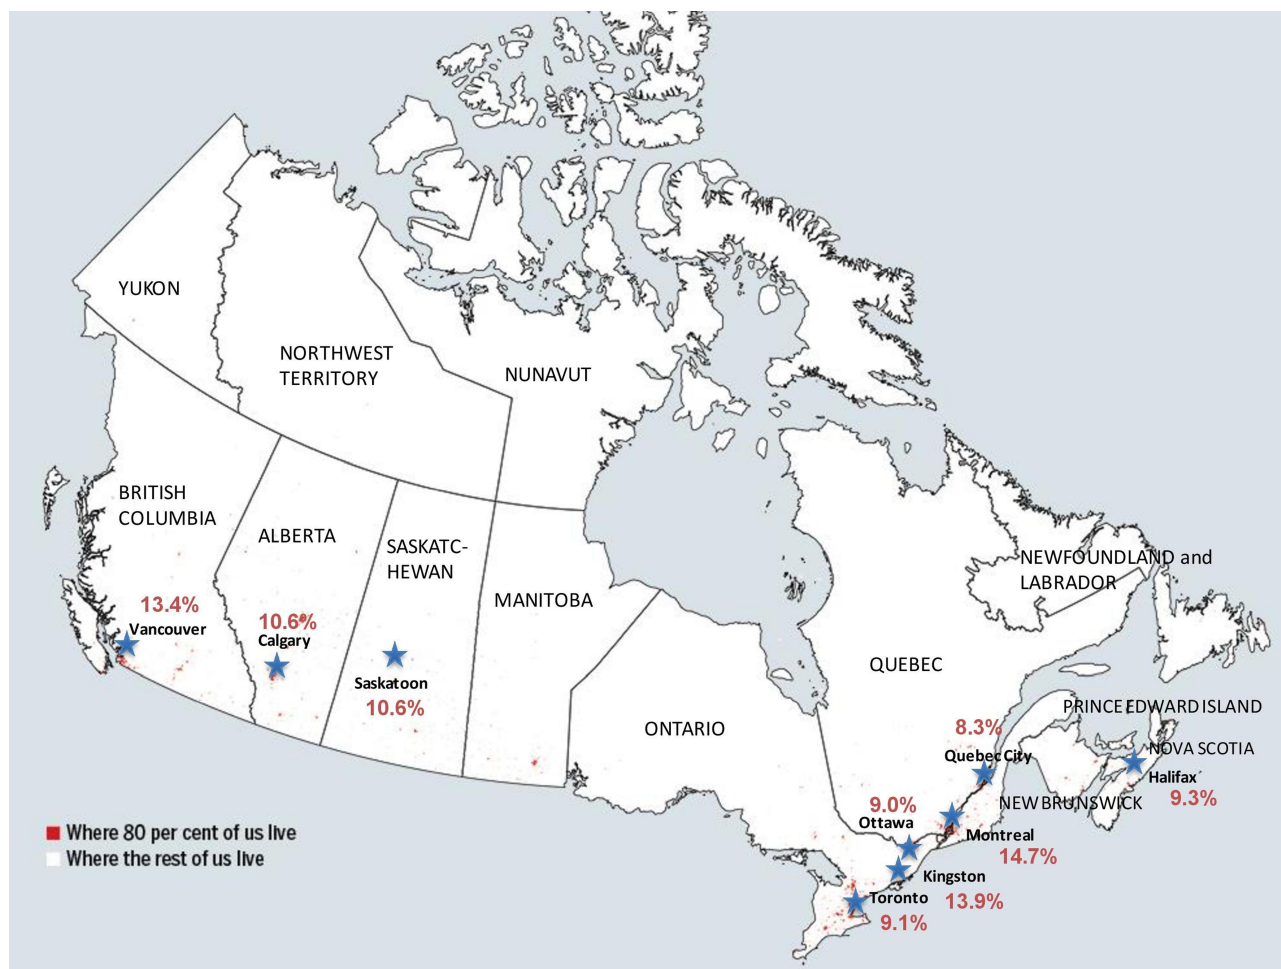 YUKON
NORTHWEST
TERRITORY
NUNAVUT
BRITISH
COLUMBIA
ALBERTA
SASKATC-
HEWAN
MANITOBA
NEWFOUNDLAND and
LABRADOR
13.4%
Vancouver
10.6%
Calgary
Saskatoon
10.6%
ONTARIO
QUEBEC
PRINCE EDWARD ISLAND
8.3%
Quebec City
NOVA SCOTIA
Halifax
9.3%
NEW BRUNSWICK
9.0%
Ottawa
Montreal
14.7%
Kingston
13.9%
Toronto
9.1%
Where 80 per cent of us live
Where the rest of us live